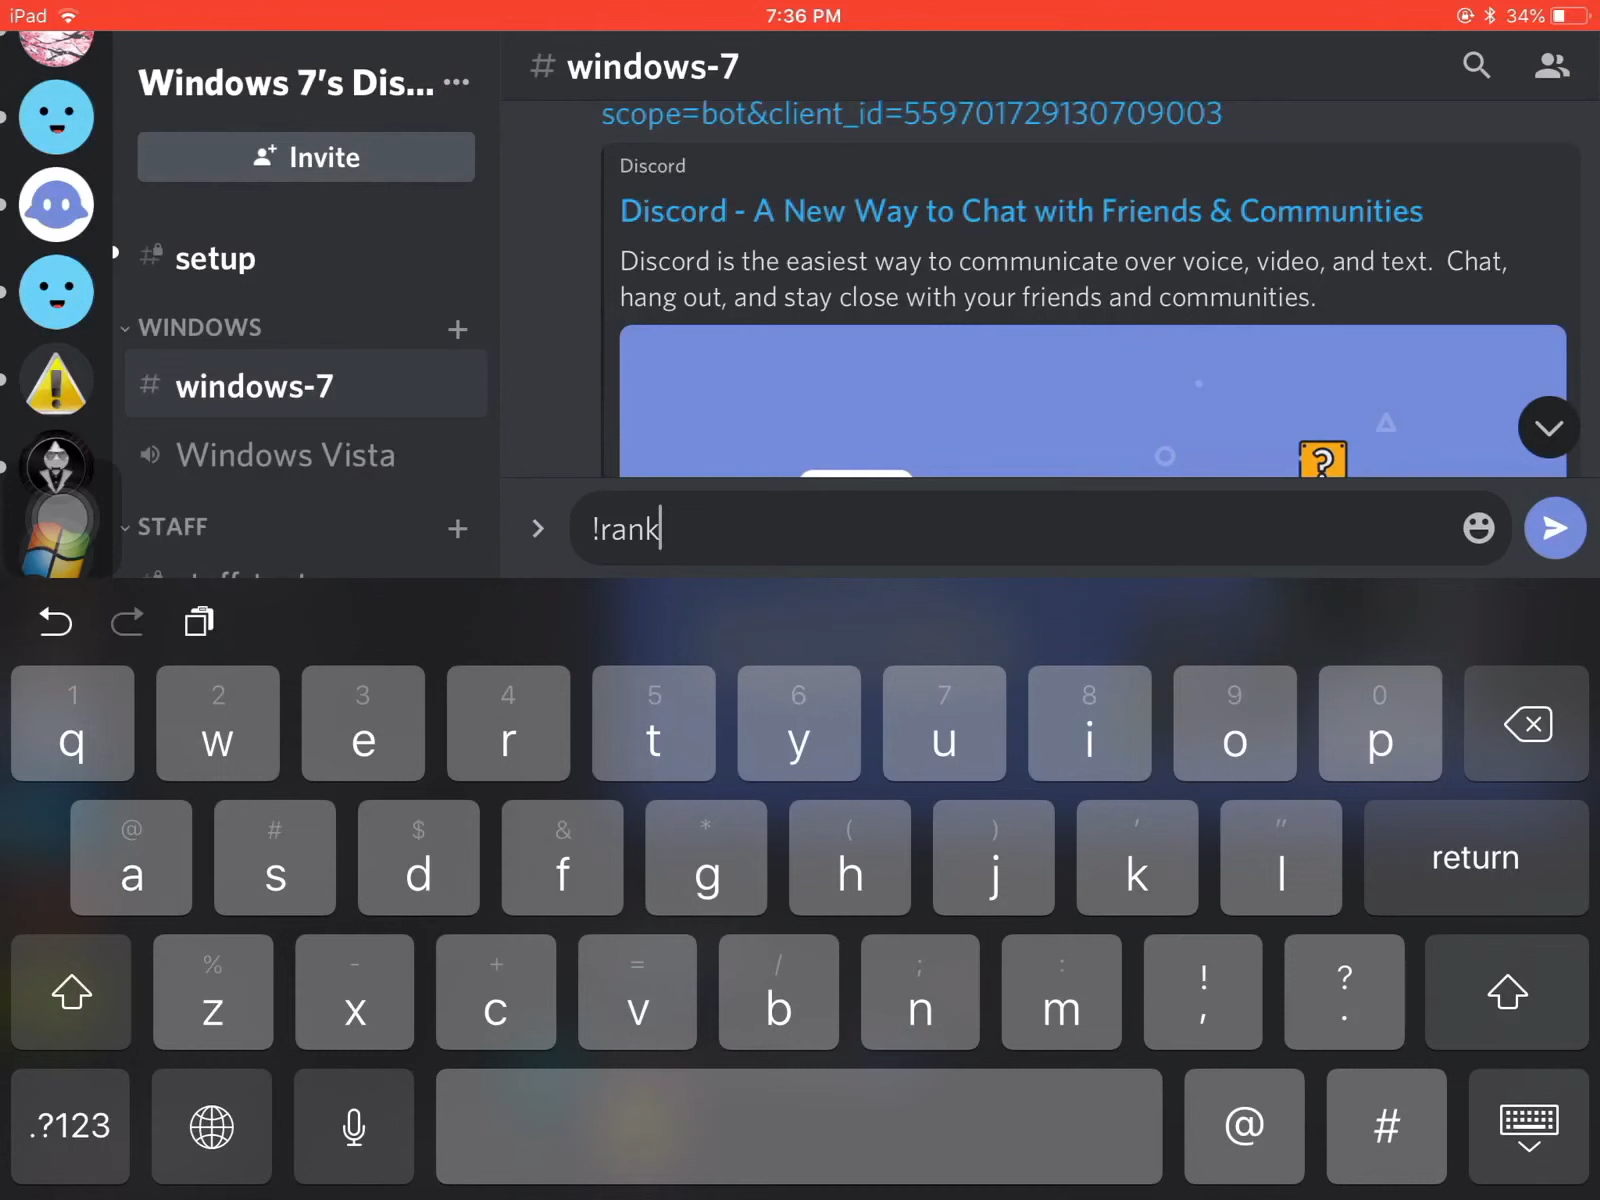 iPad
7:36 PM
34%
Windows 7's Dis...
Invite
setup
WINDOWS
# windows-7
Windows Vista
STAFF
# windows-7
scope=bot&client_id=559701729130709003
Discord
Discord - A New Way to Chat with Friends & Communities
Discord is the easiest way to communicate over voice, video, and text. Chat,
hang out, and stay close with your friends and communities.
?
!rank
1 2 3 4 5 6 7 8 9 0
q w e r t y u i o p
@ # $ & * ( ) ' "
a s d f g h j k l return
% - + = / ; : ! ?
z x c v b n m , .
.?123 @ #